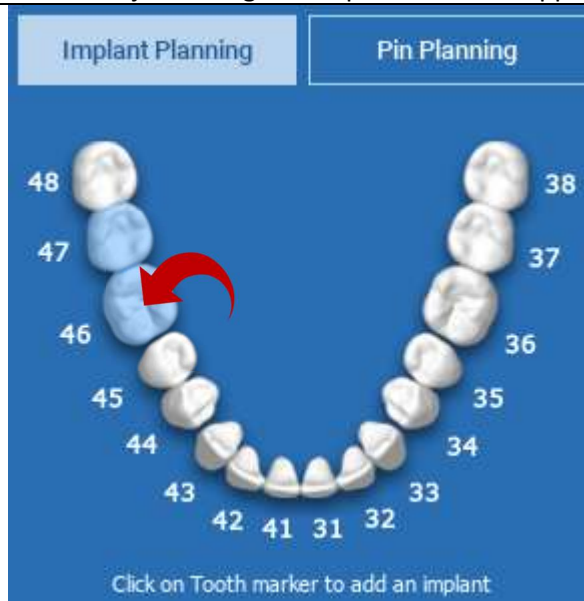 Implant Planning Pin Planning
48 38
47 37
46 36
45 35
44 34
43 33
42 41 31 32
Click on Tooth marker to add an implant